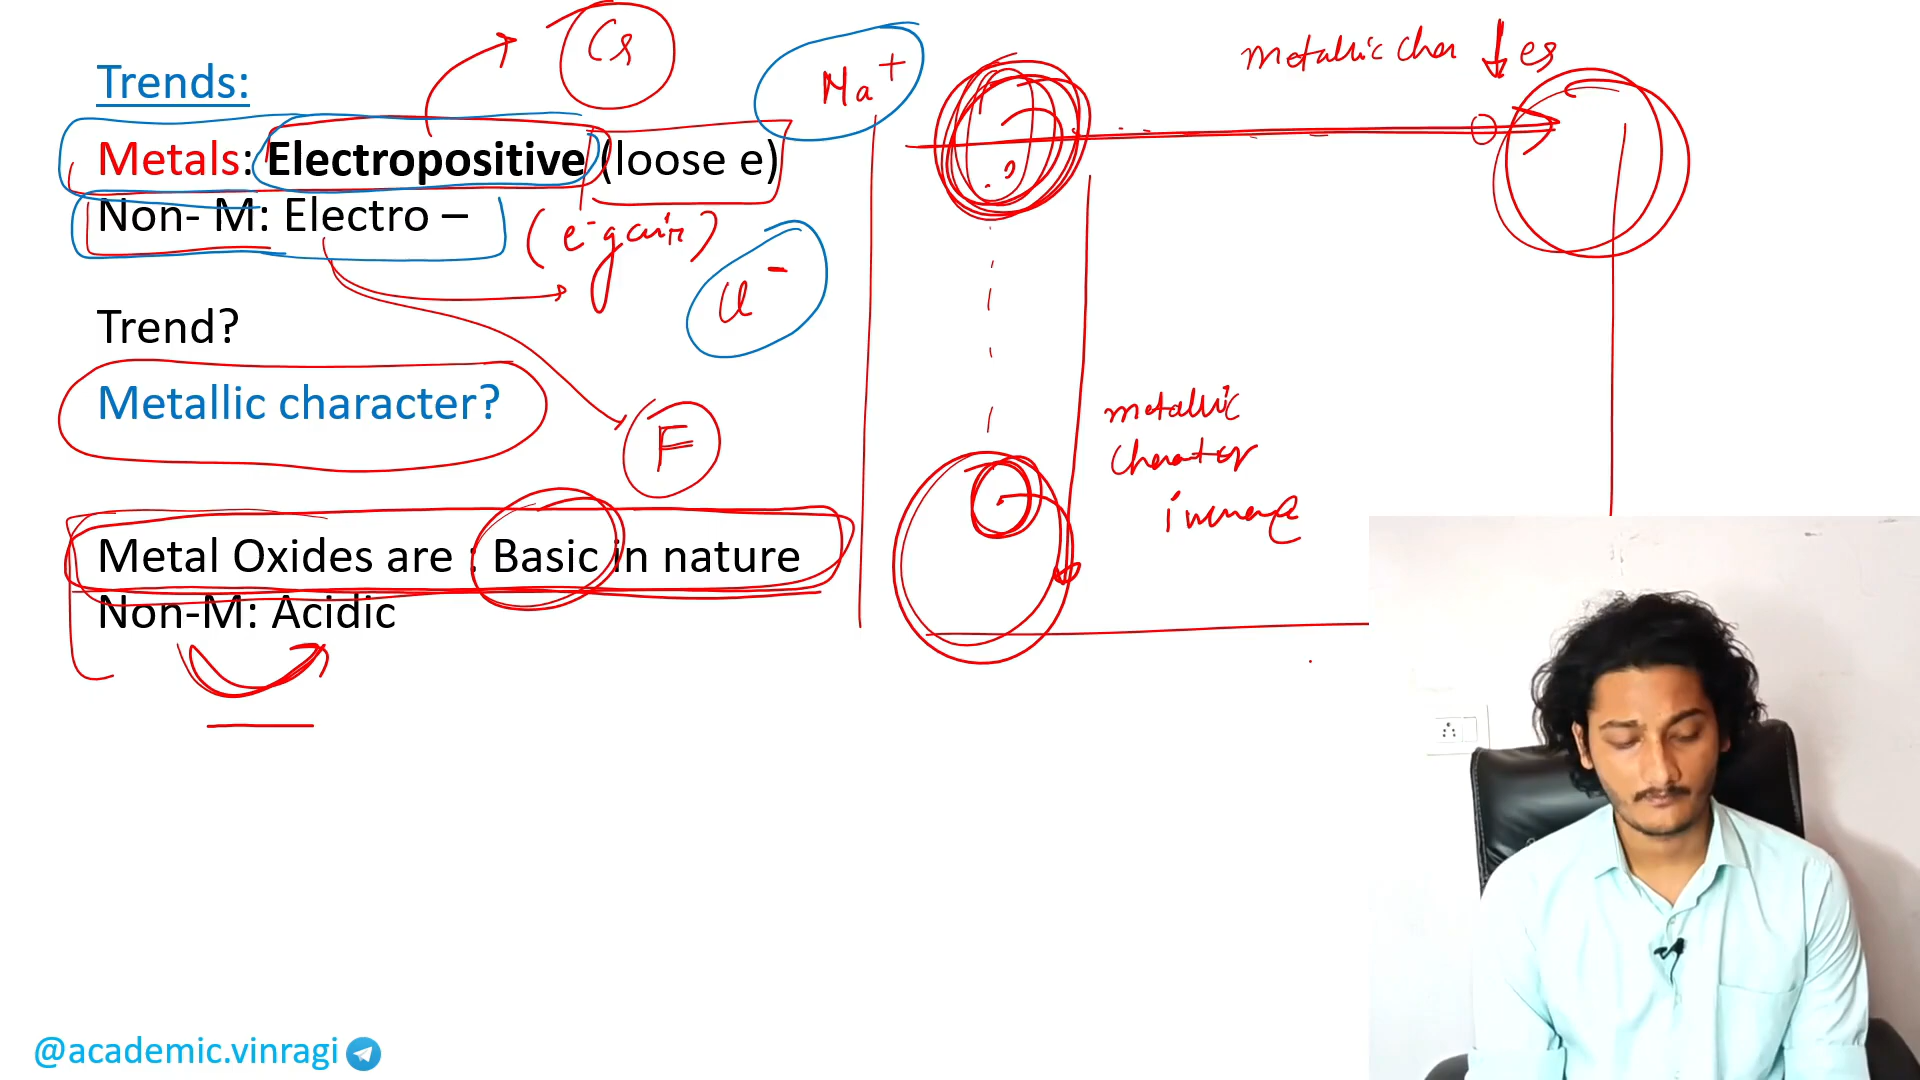 Trends:
Cs
Na+
Metallic Char ↓ es
Metals: Electropositive (loose e)
Non- M: Electro –
(e- gain)
Cl-
Trend?
Metallic character?
F
metallic
character
increase
Metal Oxides are : Basic in nature
Non-M: Acidic
@academic.vinragi